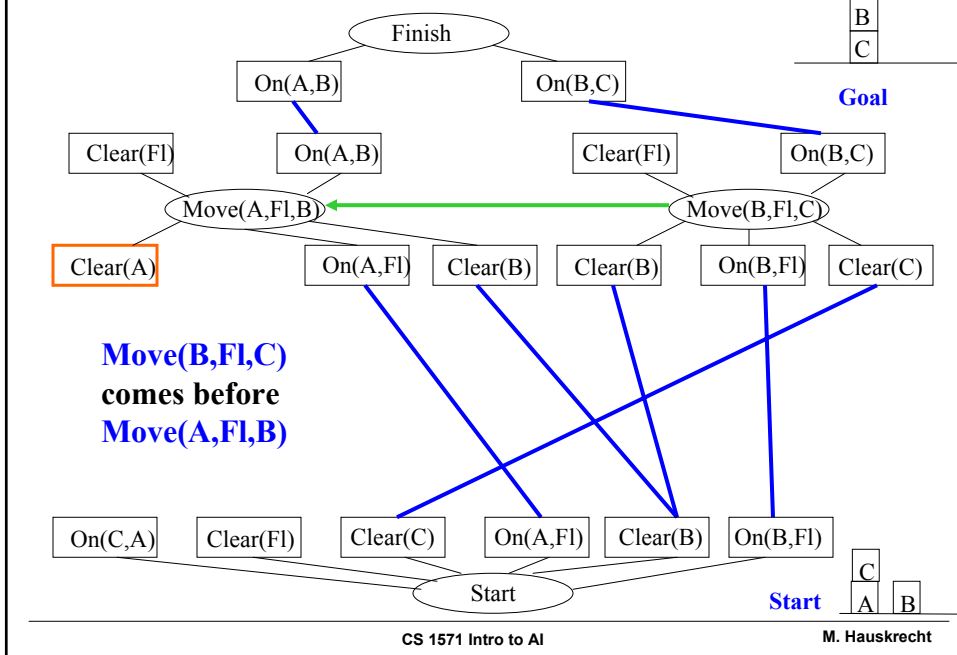 B
Finish
C
On(A,B) On(B,C)
Goal
Clear(Fl) On(A,B) Clear(Fl) On(B,C)
Move(A,Fl,B) Move(B,Fl,C)
Clear(A) On(A,Fl) Clear(B) Clear(B) On(B,Fl) Clear(C)
Move(B,Fl,C)
comes before
Move(A,Fl,B)
On(C,A) Clear(Fl) Clear(C) On(A,Fl) Clear(B) On(B,Fl)
C
Start
Start A B
CS 1571 Intro to AI M. Hauskrecht